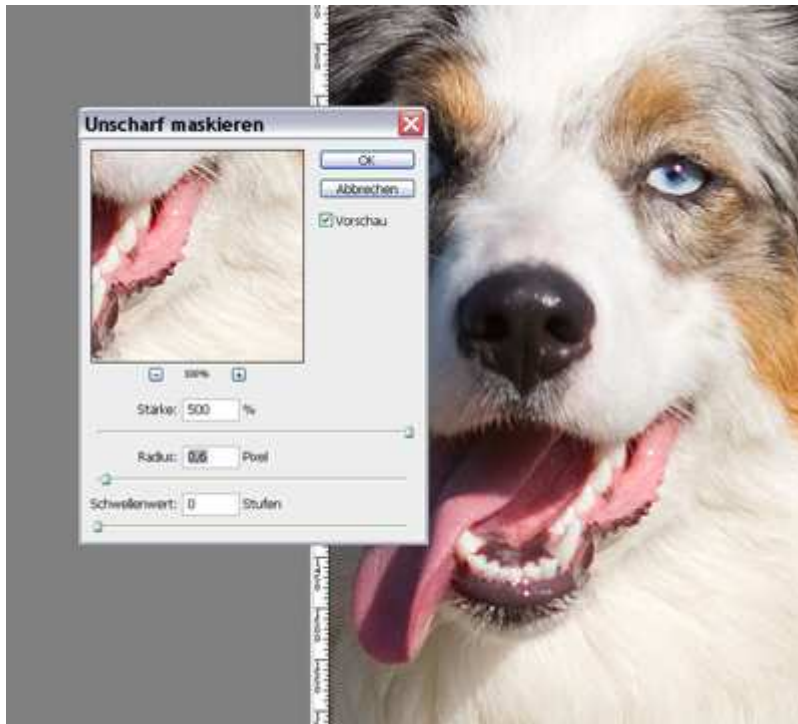 Unscharf maskieren
OK
Abbrechen
Vorschau
100%
Stärke: 500 %
Radius: 0,6 Pixel
Schwellenwert: 0 Stufen